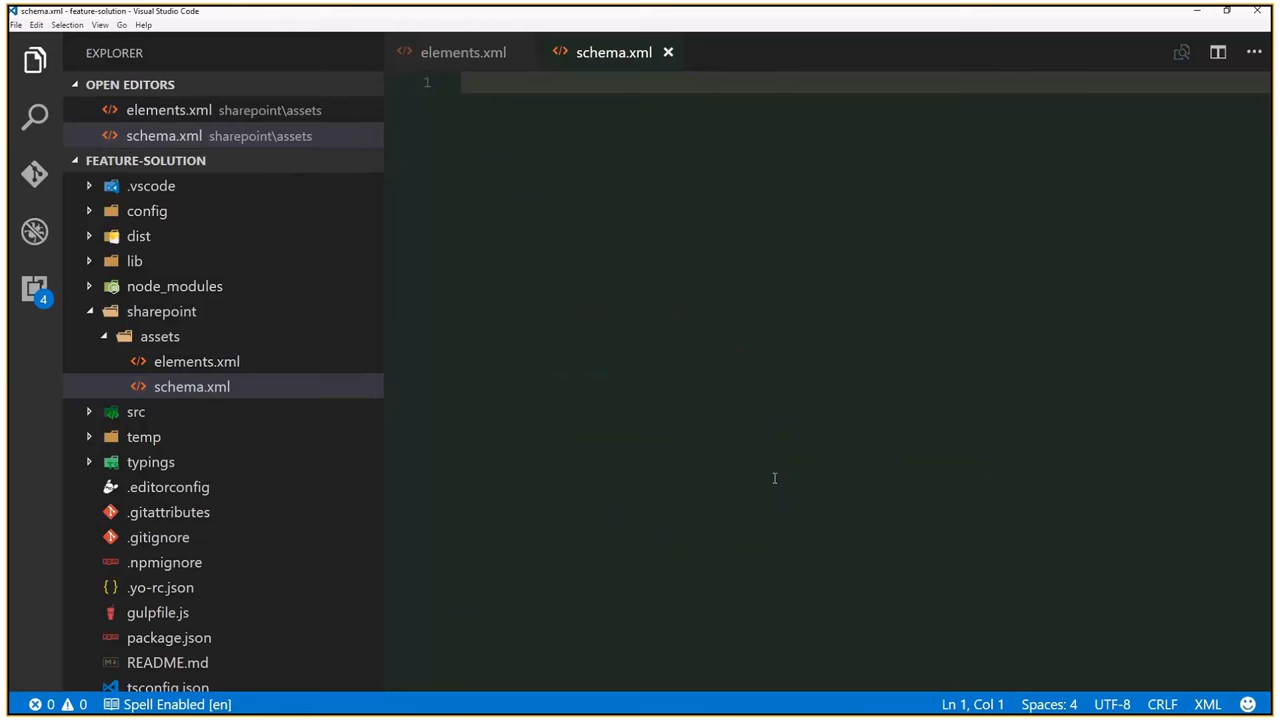 schema.xml - feature-solution - Visual Studio Code
File Edit Selection View Go Help
EXPLORER
OPEN EDITORS
elements.xml sharepoint\assets
schema.xml sharepoint\assets
FEATURE-SOLUTION
.vscode
config
dist
lib
node_modules
sharepoint
assets
elements.xml
schema.xml
src
temp
typings
.editorconfig
.gitattributes
.gitignore
.npmignore
.yo-rc.json
gulpfile.js
package.json
README.md
tsconfig.json
4
elements.xml schema.xml
1
0 0 Spell Enabled [en] Ln 1, Col 1 Spaces: 4 UTF-8 CRLF XML